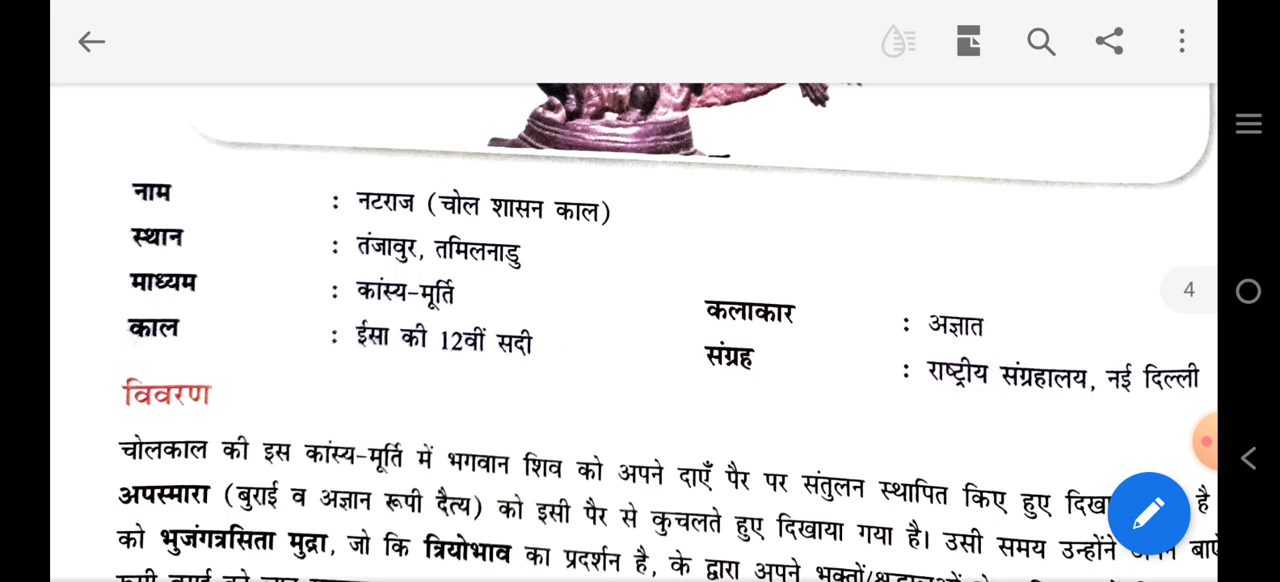 नाम : नटराज (चोल शासन काल)
स्थान : तंजावुर, तमिलनाडु
माध्यम : कांस्य-मूर्ति
कलाकार : अज्ञात
4
काल : ईसा की 12वीं सदी
संग्रह : राष्ट्रीय संग्रहालय, नई दिल्ली
विवरण
चोलकाल की इस कांस्य-मूर्ति में भगवान शिव को अपने दाएँ पैर पर संतुलन स्थापित किए हुए है
अपस्मारा (बुराई व अज्ञान रूपी दैत्य) को इसी पैर से कुचलते हुए दिखाया गया है। उसी समय उन्होंने
को भुजंगत्रसिता मुद्रा, जो कि त्रियोभाव का प्रदर्शन है, के द्वारा अपने